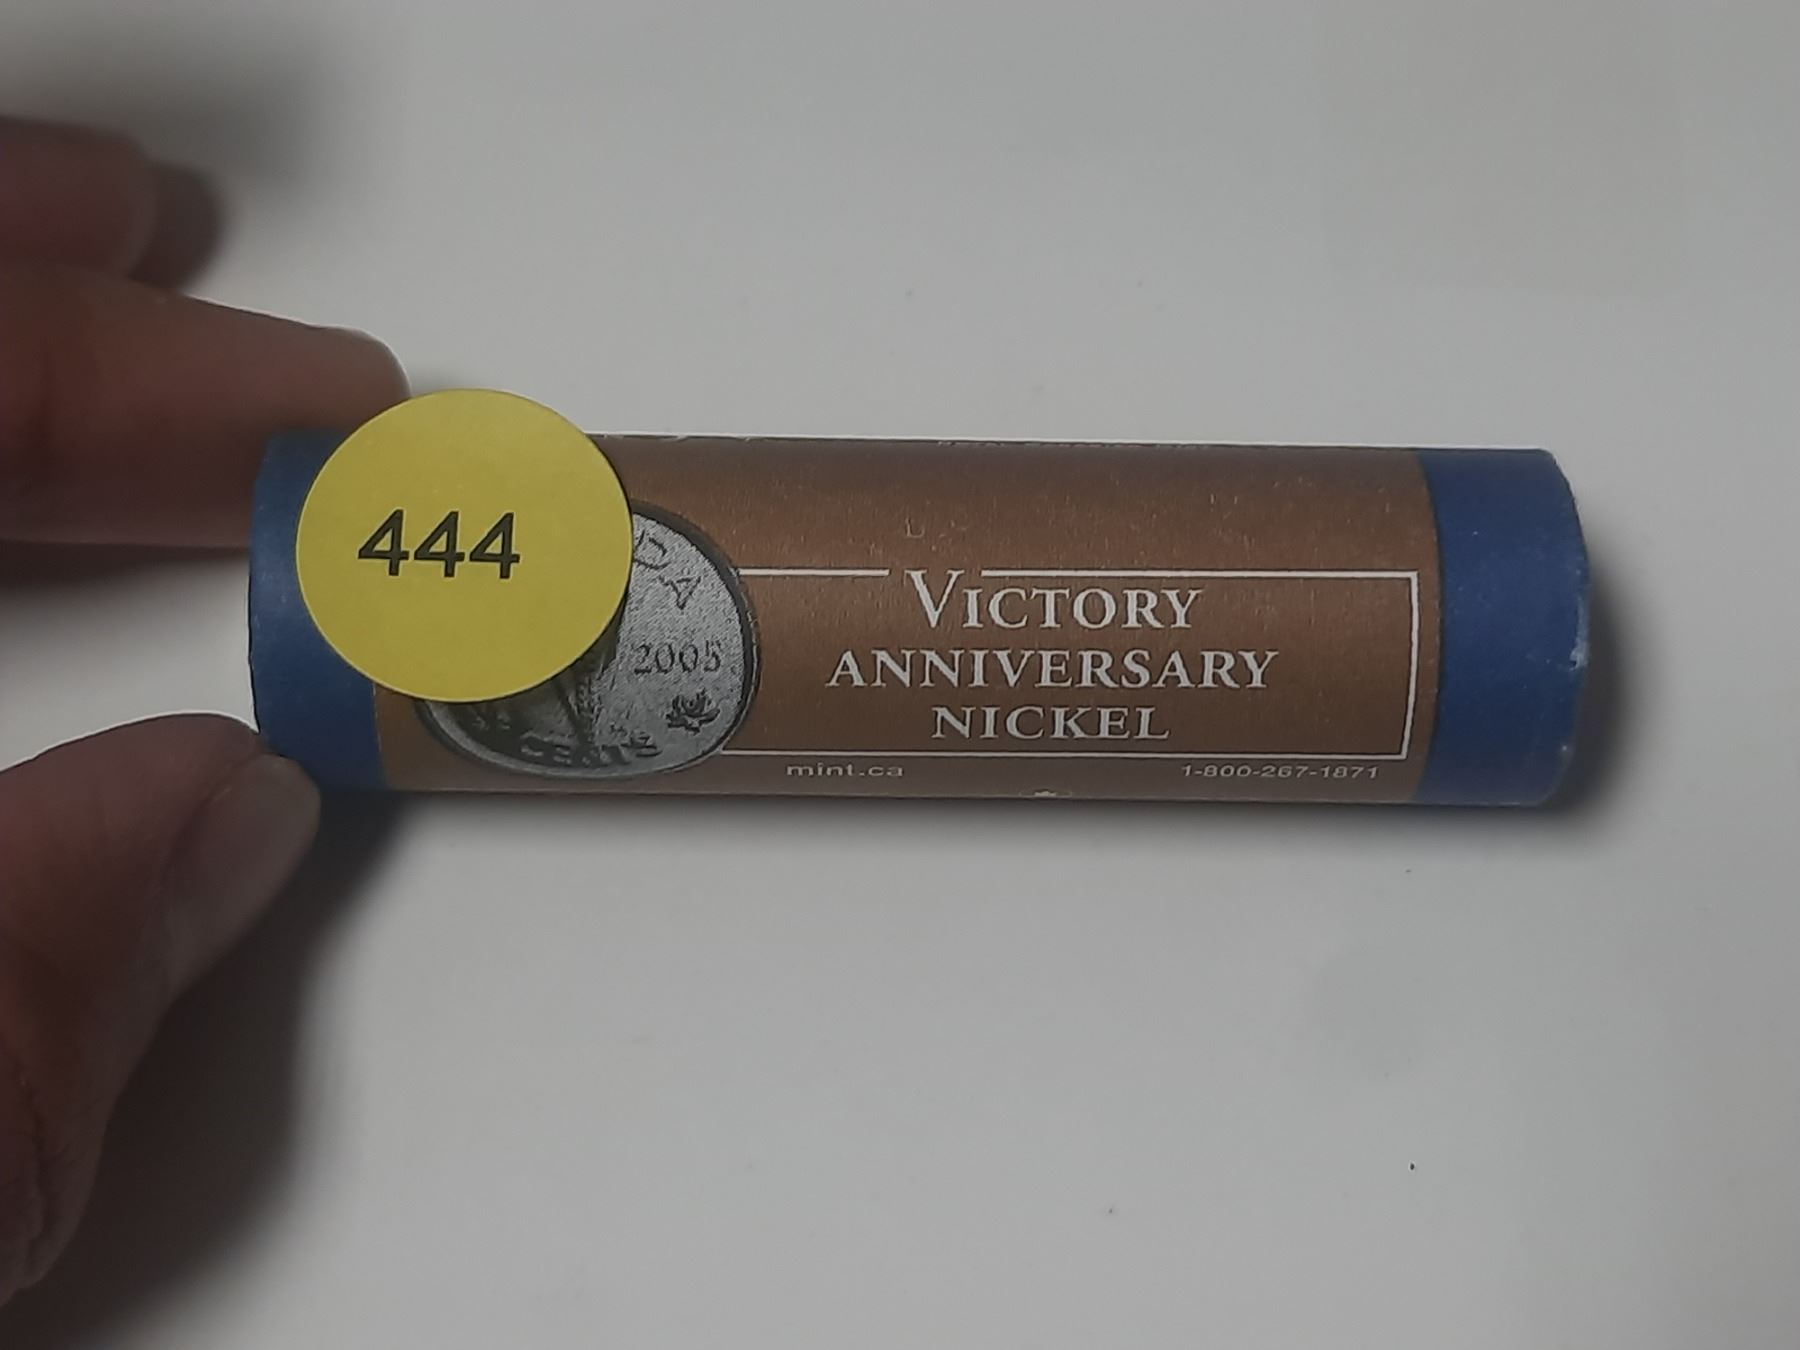 444
DA
2005
CENTS
VICTORY
ANNIVERSARY
NICKEL
mint.ca
1-800-267-1871